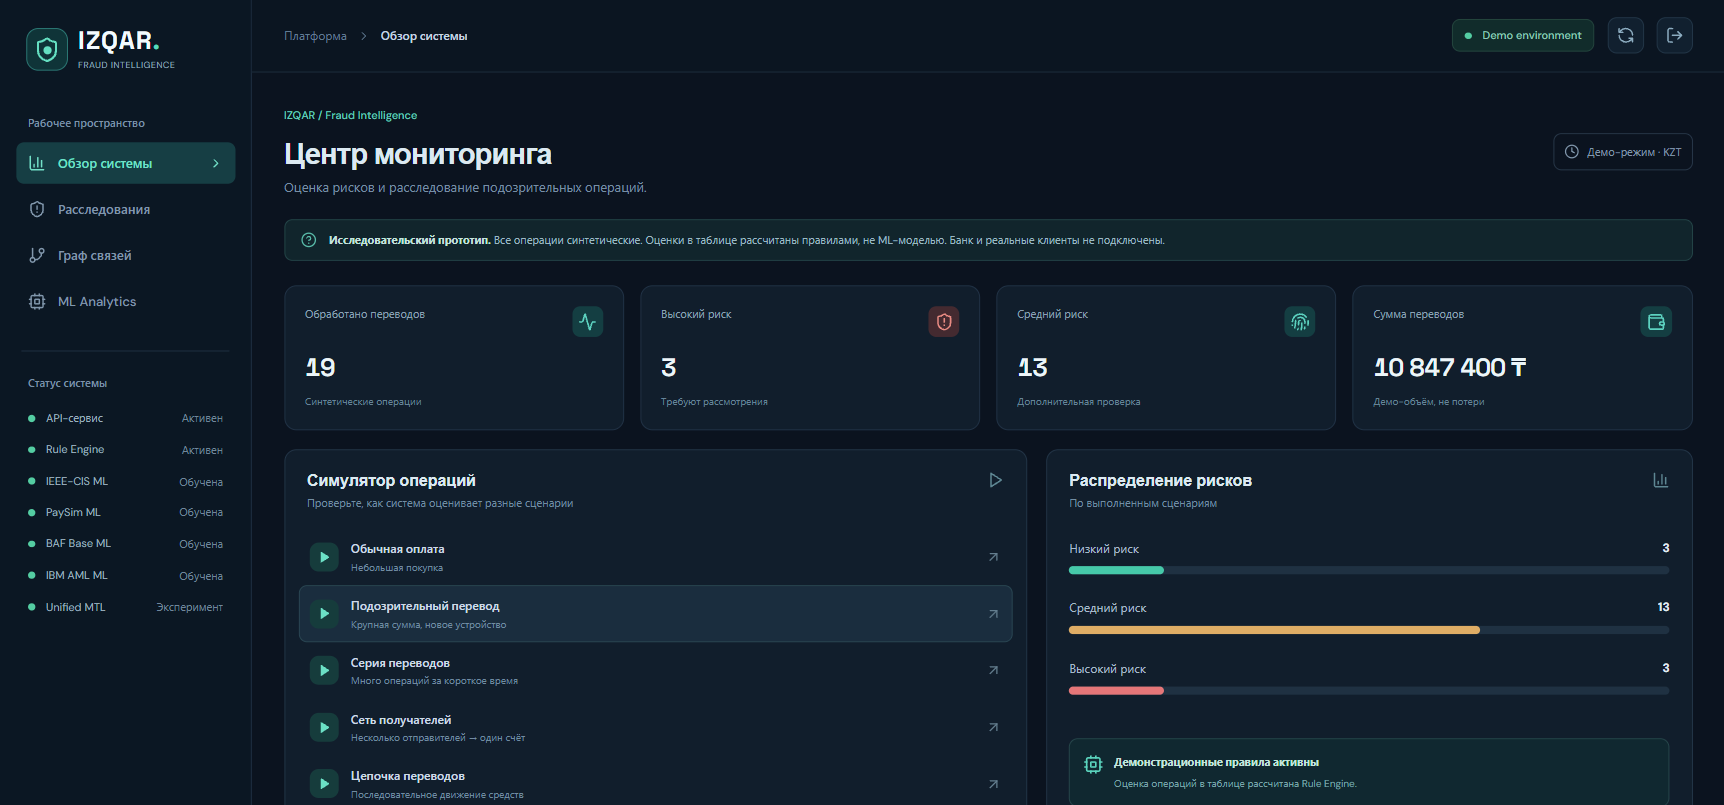 IZQAR.
FRAUD INTELLIGENCE
Рабочее пространство
Обзор системы
Расследования
Граф связей
ML Analytics
Статус системы
API-сервис Активен
Rule Engine Активен
IEEE-CIS ML Обучена
PaySim ML Обучена
BAF Base ML Обучена
IBM AML ML Обучена
Unified MTL Эксперимент
Платформа > Обзор системы
Demo environment
IZQAR / Fraud Intelligence
Центр мониторинга
Оценка рисков и расследование подозрительных операций.
Демо-режим · KZT
Исследовательский прототип. Все операции синтетические. Оценки в таблице рассчитаны правилами, не ML-моделью. Банк и реальные клиенты не подключены.
Обработано переводов
19
Синтетические операции
Высокий риск
3
Требуют рассмотрения
Средний риск
13
Дополнительная проверка
Сумма переводов
10 847 400 ₸
Демо-объём, не потери
Симулятор операций
Проверьте, как система оценивает разные сценарии
Обычная оплата
Небольшая покупка
Подозрительный перевод
Крупная сумма, новое устройство
Серия переводов
Много операций за короткое время
Сеть получателей
Несколько отправителей → один счёт
Цепочка переводов
Последовательное движение средств
Распределение рисков
По выполненным сценариям
Низкий риск 3
Средний риск 13
Высокий риск 3
Демонстрационные правила активны
Оценка операций в таблице рассчитана Rule Engine.